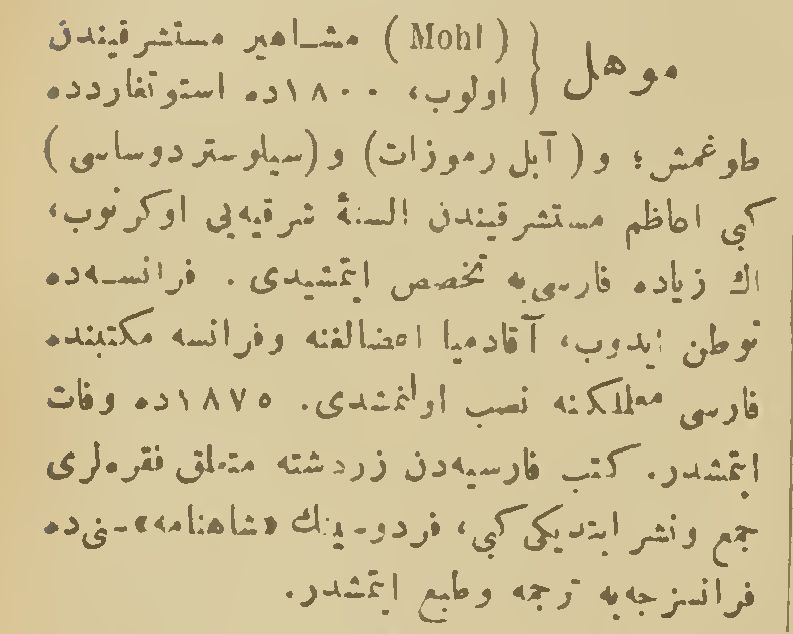 موهل { (Mohl) مشاهیر مستشرقیندن
اولوب، ۱۸۰۰ده استوتغارده
طوغمش؛ و (آبل رموزات) و (سیلوستر دوساسی)
کبی اعاظم مستشرقیندن السنهٔ شرقیه‌یی اوکرنوب،
اك زیاده فارسی‌یه تخصص ایتمشیدی. فرانسه‌ده
توطن ایدوب، آقادمیا اعضالغنه وفرانسه مکتبنده
فارسی معلملکنه نصب اولنمشدی. ۱۸۷۵ده وفات
ایتمشدر. کتب فارسیه‌دن زردشته متعلق فقره‌لری
جمع ونشر ایتدیکی کبی، فردوسینك «شاهنامه»سنی‌ده
فرانسزجه‌یه ترجمه وطبع ایتمشدر.